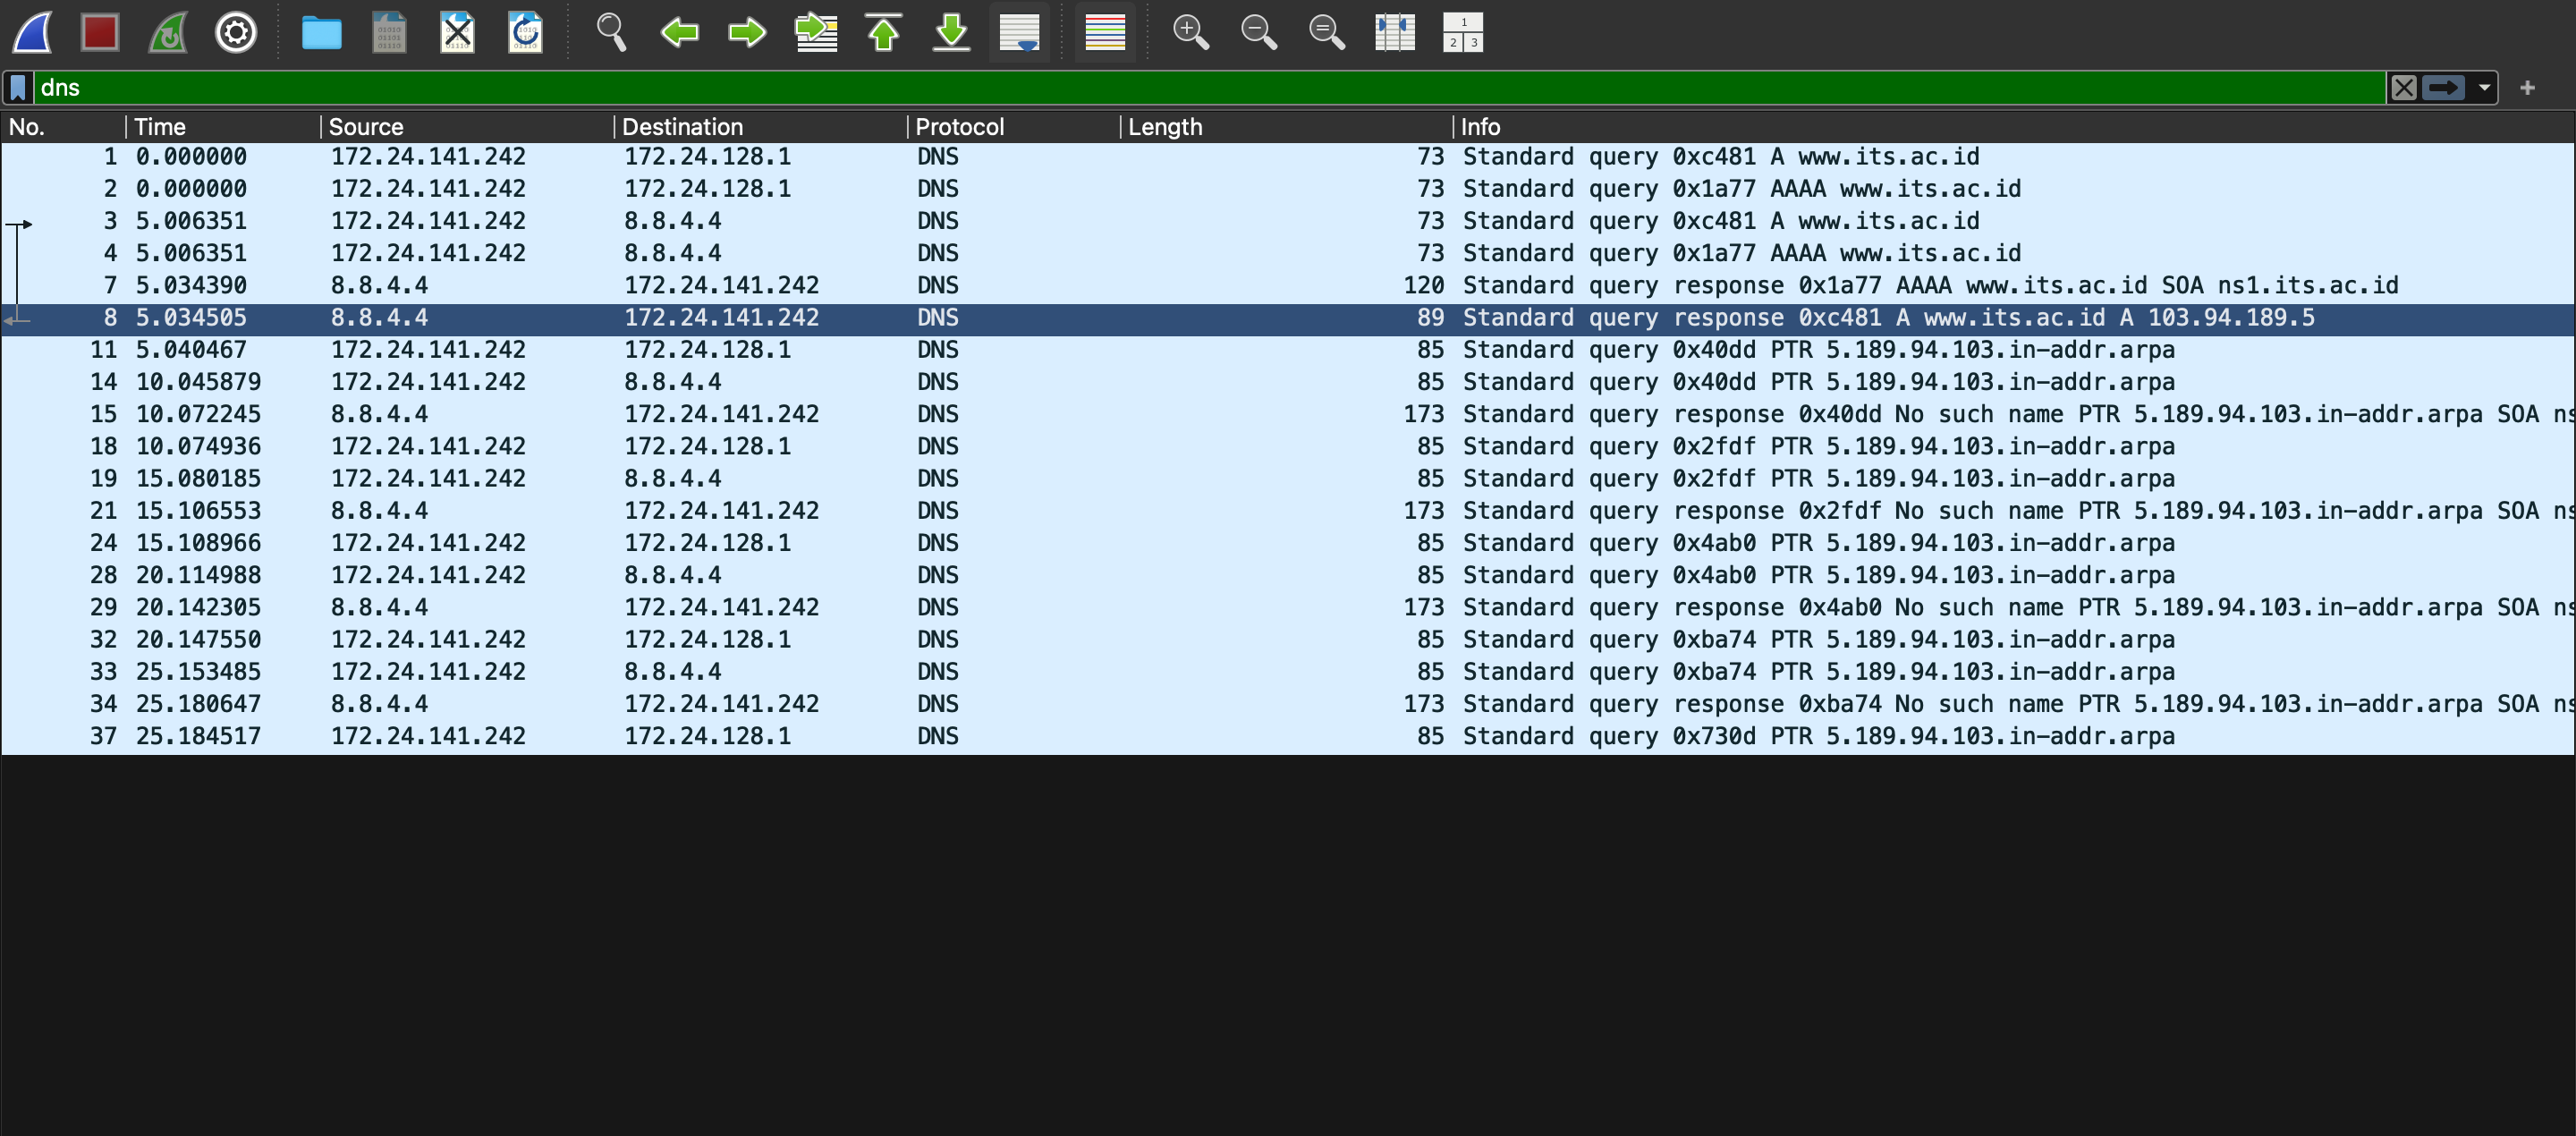 dns
No. Time Source Destination Protocol Length Info
1 0.000000 172.24.141.242 172.24.128.1 DNS 73 Standard query 0xc481 A www.its.ac.id
2 0.000000 172.24.141.242 172.24.128.1 DNS 73 Standard query 0x1a77 AAAA www.its.ac.id
3 5.006351 172.24.141.242 8.8.4.4 DNS 73 Standard query 0xc481 A www.its.ac.id
4 5.006351 172.24.141.242 8.8.4.4 DNS 73 Standard query 0x1a77 AAAA www.its.ac.id
7 5.034390 8.8.4.4 172.24.141.242 DNS 120 Standard query response 0x1a77 AAAA www.its.ac.id SOA ns1.its.ac.id
8 5.034505 8.8.4.4 172.24.141.242 DNS 89 Standard query response 0xc481 A www.its.ac.id A 103.94.189.5
11 5.040467 172.24.141.242 172.24.128.1 DNS 85 Standard query 0x40dd PTR 5.189.94.103.in-addr.arpa
14 10.045879 172.24.141.242 8.8.4.4 DNS 85 Standard query 0x40dd PTR 5.189.94.103.in-addr.arpa
15 10.072245 8.8.4.4 172.24.141.242 DNS 173 Standard query response 0x40dd No such name PTR 5.189.94.103.in-addr.arpa SOA ns
18 10.074936 172.24.141.242 172.24.128.1 DNS 85 Standard query 0x2fdf PTR 5.189.94.103.in-addr.arpa
19 15.080185 172.24.141.242 8.8.4.4 DNS 85 Standard query 0x2fdf PTR 5.189.94.103.in-addr.arpa
21 15.106553 8.8.4.4 172.24.141.242 DNS 173 Standard query response 0x2fdf No such name PTR 5.189.94.103.in-addr.arpa SOA ns
24 15.108966 172.24.141.242 172.24.128.1 DNS 85 Standard query 0x4ab0 PTR 5.189.94.103.in-addr.arpa
28 20.114988 172.24.141.242 8.8.4.4 DNS 85 Standard query 0x4ab0 PTR 5.189.94.103.in-addr.arpa
29 20.142305 8.8.4.4 172.24.141.242 DNS 173 Standard query response 0x4ab0 No such name PTR 5.189.94.103.in-addr.arpa SOA ns
32 20.147550 172.24.141.242 172.24.128.1 DNS 85 Standard query 0xba74 PTR 5.189.94.103.in-addr.arpa
33 25.153485 172.24.141.242 8.8.4.4 DNS 85 Standard query 0xba74 PTR 5.189.94.103.in-addr.arpa
34 25.180647 8.8.4.4 172.24.141.242 DNS 173 Standard query response 0xba74 No such name PTR 5.189.94.103.in-addr.arpa SOA ns
37 25.184517 172.24.141.242 172.24.128.1 DNS 85 Standard query 0x730d PTR 5.189.94.103.in-addr.arpa